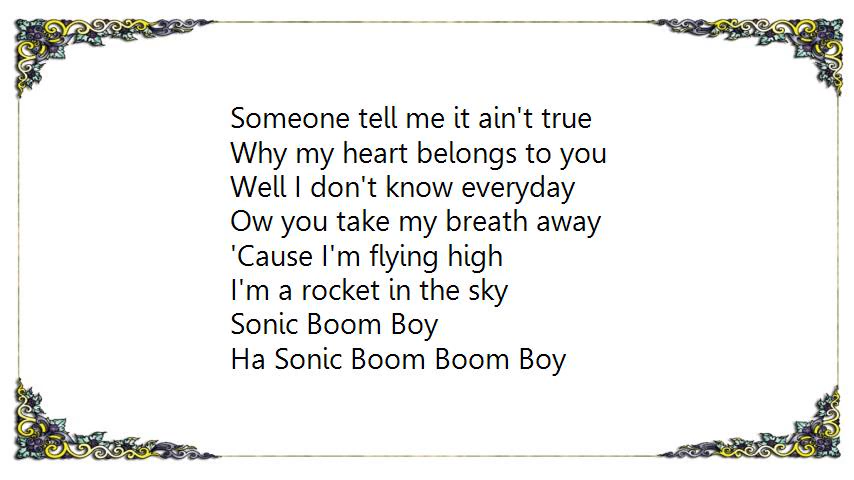 Someone tell me it ain't true
Why my heart belongs to you
Well I don't know everyday
Ow you take my breath away
'Cause I'm flying high
I'm a rocket in the sky
Sonic Boom Boy
Ha Sonic Boom Boom Boy